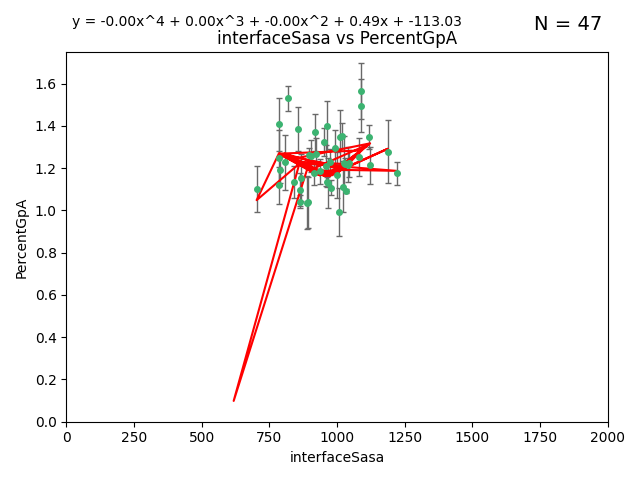 y = -0.00x^4 + 0.00x^3 + -0.00x^2 + 0.49x + -113.03
N = 47
interfaceSasa vs PercentGpA
PercentGpA
1.6
1.4
1.2
1.0
0.8
0.6
0.4
0.2
0.0
0 250 500 750 1000 1250 1500 1750 2000
interfaceSasa